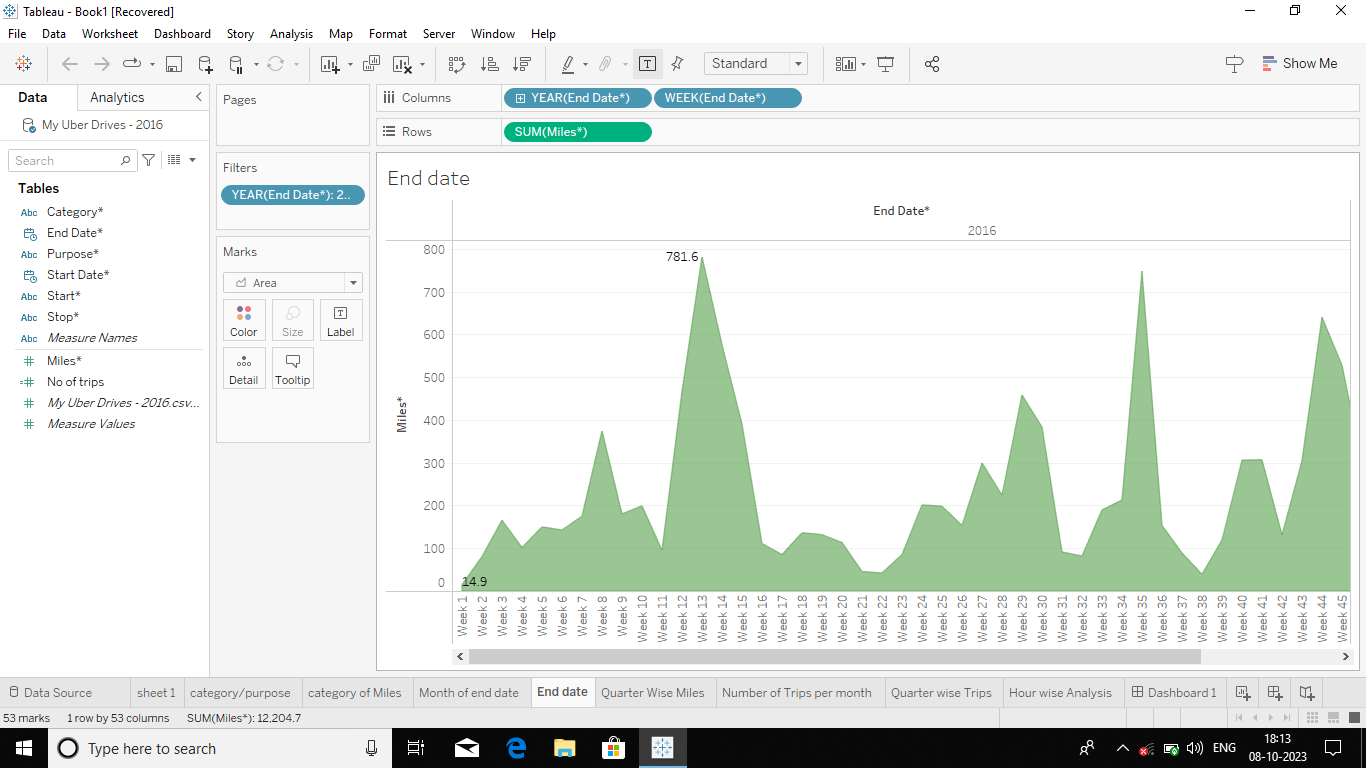 Tableau - Book1 [Recovered]
File Data Worksheet Dashboard Story Analysis Map Format Server Window Help
Standard
Show Me
Data Analytics
My Uber Drives - 2016
Search
Tables
Abc Category*
End Date*
Abc Purpose*
Start Date*
Abc Start*
Abc Stop*
Abc Measure Names
Miles*
No of trips
My Uber Drives - 2016.csv...
Measure Values
Pages
Filters
YEAR(End Date*): 2..
Marks
Area
Color Size Label
Detail Tooltip
Columns YEAR(End Date*) WEEK(End Date*)
Rows SUM(Miles*)
End date
End Date*
2016
Miles*
800
700
600
500
400
300
200
100
0
781.6
14.9
Week 1
Week 2
Week 3
Week 4
Week 5
Week 6
Week 7
Week 8
Week 9
Week 10
Week 11
Week 12
Week 13
Week 14
Week 15
Week 16
Week 17
Week 18
Week 19
Week 20
Week 21
Week 22
Week 23
Week 24
Week 25
Week 26
Week 27
Week 28
Week 29
Week 30
Week 31
Week 32
Week 33
Week 34
Week 35
Week 36
Week 37
Week 38
Week 39
Week 40
Week 41
Week 42
Week 43
Week 44
Week 45
Data Source sheet 1 category/purpose category of Miles Month of end date End date Quarter Wise Miles Number of Trips per month Quarter wise Trips Hour wise Analysis Dashboard 1
53 marks 1 row by 53 columns SUM(Miles*): 12,204.7
Type here to search
ENG
18:13
08-10-2023